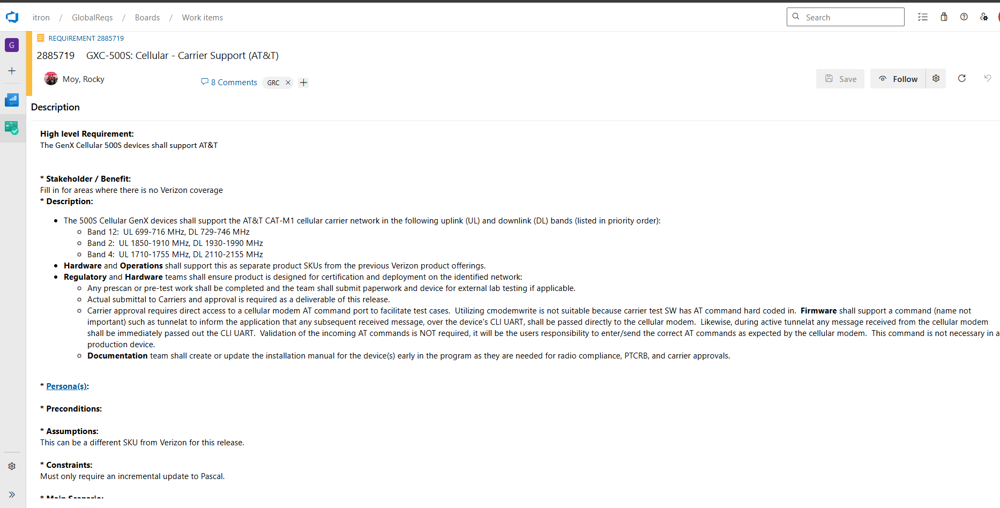 itron / GlobalReqs / Boards / Work items
Search
G
REQUIREMENT 2885719
2885719 GXC-500S: Cellular - Carrier Support (AT&T)
Moy, Rocky
8 Comments
GRC
Save
Follow
Description
High level Requirement:
The GenX Cellular 500S devices shall support AT&T
* Stakeholder / Benefit:
Fill in for areas where there is no Verizon coverage
* Description:
• The 500S Cellular GenX devices shall support the AT&T CAT-M1 cellular carrier network in the following uplink (UL) and downlink (DL) bands (listed in priority order):
◦ Band 12: UL 699-716 MHz, DL 729-746 MHz
◦ Band 2: UL 1850-1910 MHz, DL 1930-1990 MHz
◦ Band 4: UL 1710-1755 MHz, DL 2110-2155 MHz
• Hardware and Operations shall support this as separate product SKUs from the previous Verizon product offerings.
• Regulatory and Hardware teams shall ensure product is designed for certification and deployment on the identified network:
◦ Any prescan or pre-test work shall be completed and the team shall submit paperwork and device for external lab testing if applicable.
◦ Actual submittal to Carriers and approval is required as a deliverable of this release.
◦ Carrier approval requires direct access to a cellular modem AT command port to facilitate test cases. Utilizing cmodemwrite is not suitable because carrier test SW has AT command hard coded in. Firmware shall support a command (name not
important) such as tunnelat to inform the application that any subsequent received message, over the device's CLI UART, shall be passed directly to the cellular modem. Likewise, during active tunnelat any message received from the cellular modem
shall be immediately passed out the CLI UART. Validation of the incoming AT commands is NOT required, it will be the users responsibility to enter/send the correct AT commands as expected by the cellular modem. This command is not necessary in a
production device.
◦ Documentation team shall create or update the installation manual for the device(s) early in the program as they are needed for radio compliance, PTCRB, and carrier approvals.
* Persona(s):
* Preconditions:
* Assumptions:
This can be a different SKU from Verizon for this release.
* Constraints:
Must only require an incremental update to Pascal.
* Main Scenario: